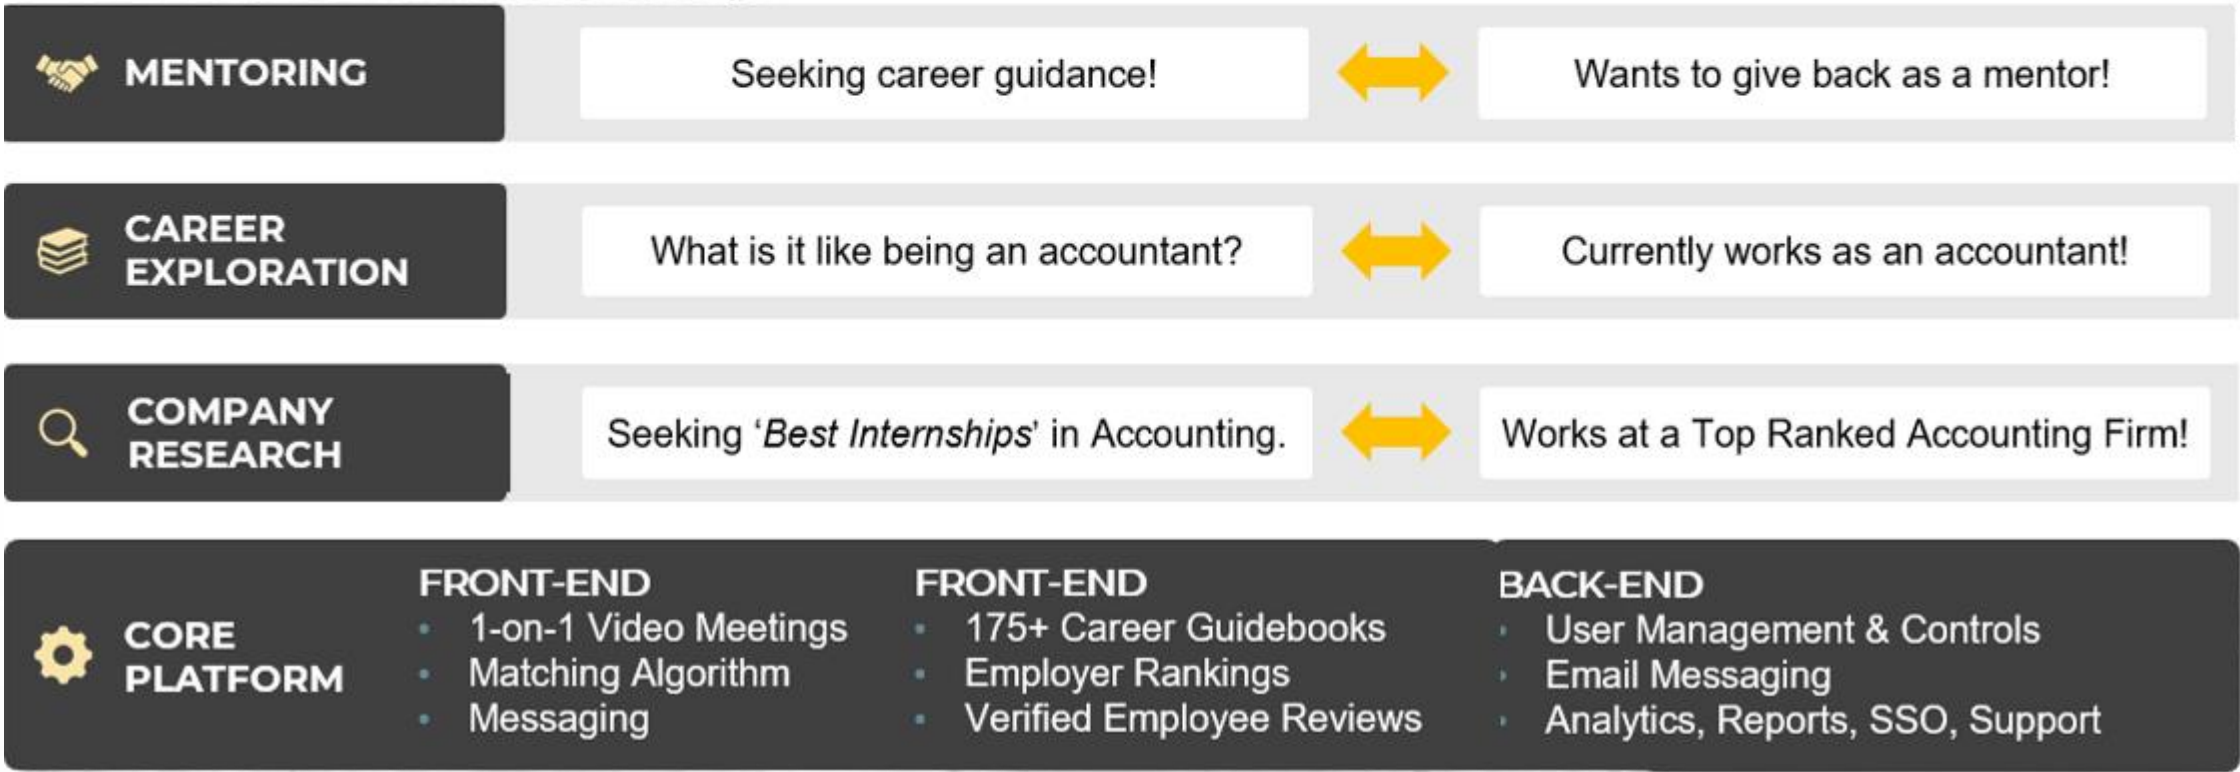 MENTORING
Seeking career guidance!
Wants to give back as a mentor!
CAREER
EXPLORATION
What is it like being an accountant?
Currently works as an accountant!
COMPANY
RESEARCH
Seeking ‘Best Internships’ in Accounting.
Works at a Top Ranked Accounting Firm!
CORE
PLATFORM
FRONT-END
• 1-on-1 Video Meetings
• Matching Algorithm
• Messaging
FRONT-END
• 175+ Career Guidebooks
• Employer Rankings
• Verified Employee Reviews
BACK-END
• User Management & Controls
• Email Messaging
• Analytics, Reports, SSO, Support